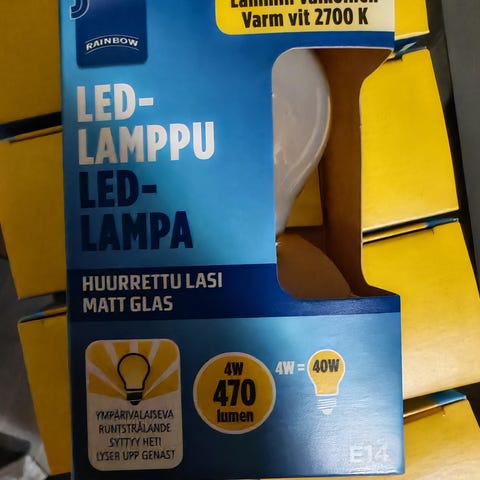 Lämmin valkoinen
Varm vit 2700 K
RAINBOW
LED-
LAMPPU
LED-
LAMPA
HUURRETTU LASI
MATT GLAS
YMPÄRIVALAISEVA
RUNTSTRÅLANDE
SYTTYY HETI
LYSER UPP GENAST
4W
470
lumen
4W = 40W
E14